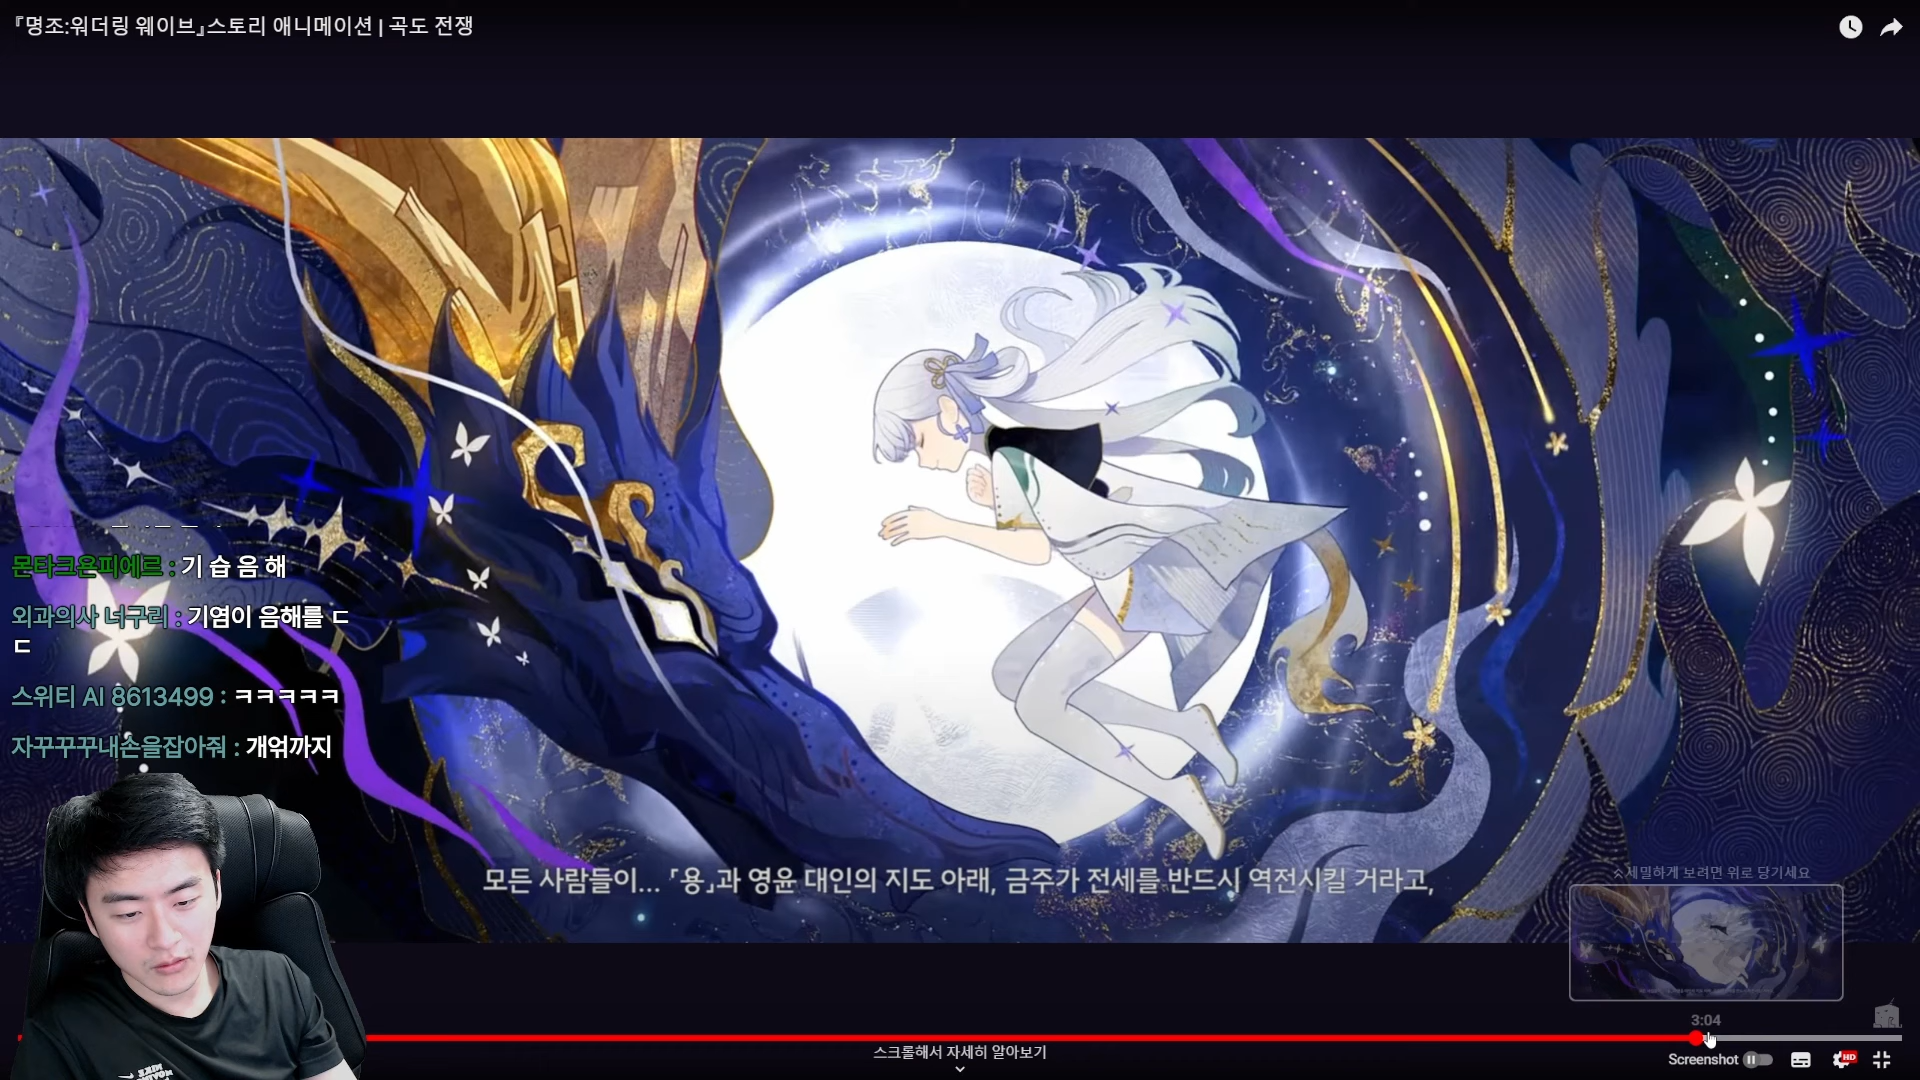 『명조:워더링 웨이브』스토리 애니메이션 | 곡도 전쟁
몬타크온피에르 : 기 습 음 해
외과의사 너구리 : 기염이 음해를 ㄷ
ㄷ
스위티 AI 8613499 : ㅋㅋㅋㅋㅋ
자꾸꾸꾸내손을잡아줘 : 개얶까지
모든 사람들이... 「용」과 영윤 대인의 지도 아래, 금주가 전세를 반드시 역전시킬 거라고,
세밀하게 보려면 위로 당기세요
3:04
스크롤해서 자세히 알아보기
Screenshot
HD